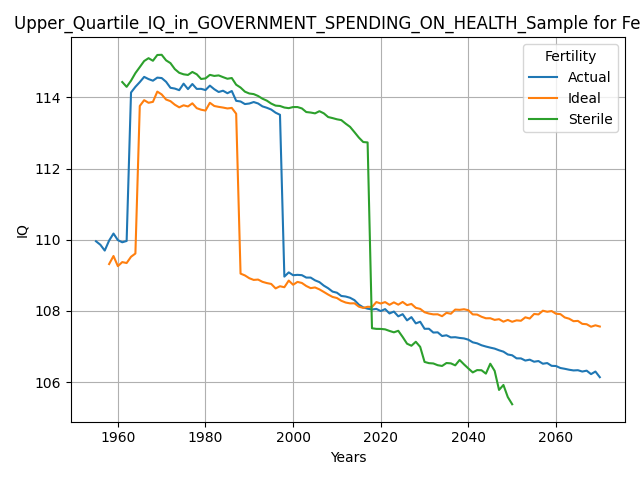 Upper_Quartile_IQ_in_GOVERNMENT_SPENDING_ON_HEALTH_Sample for Fe
Fertility
Actual
Ideal
Sterile
114
112
110
108
106
IQ
1960
1980
2000
2020
2040
2060
Years